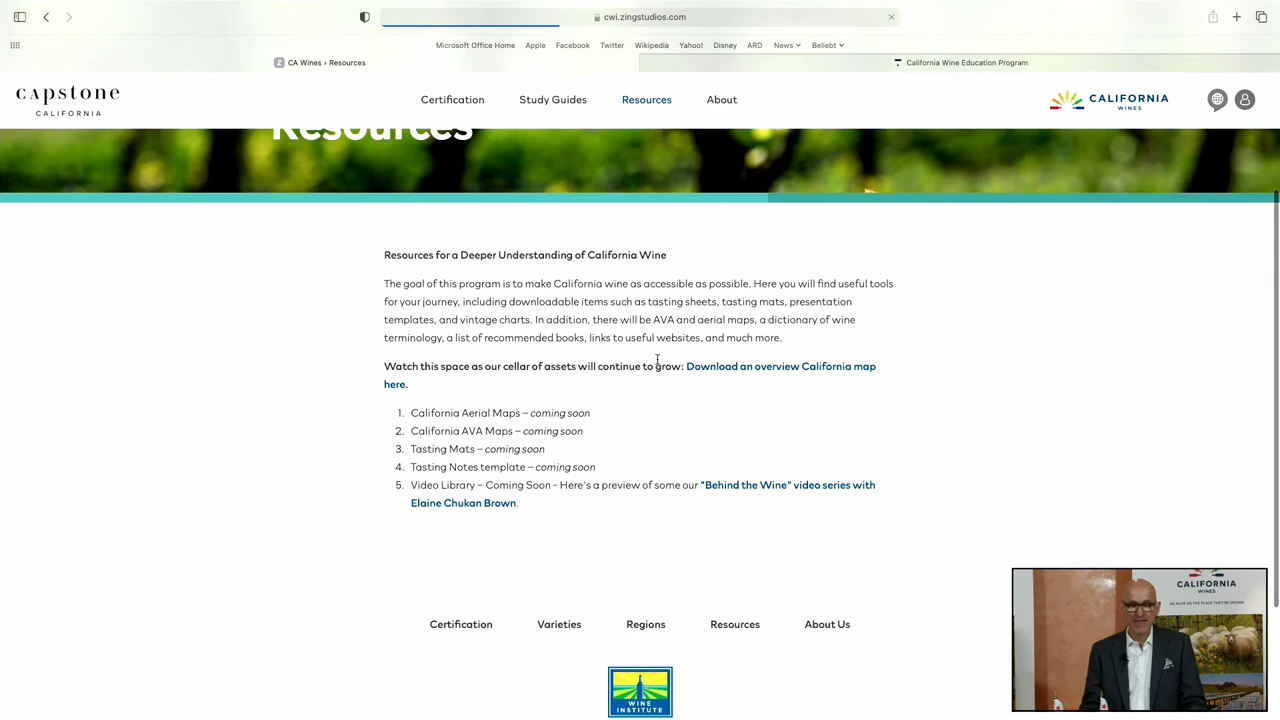 cwi.zingstudios.com
Microsoft Office Home Apple Facebook Twitter Wikipedia Yahoo! Disney ARD News Beliebt
CA Wines › Resources
California Wine Education Program
capstone
CALIFORNIA
Certification Study Guides Resources About
CALIFORNIA
WINES
Resources
Resources for a Deeper Understanding of California Wine
The goal of this program is to make California wine as accessible as possible. Here you will find useful tools
for your journey, including downloadable items such as tasting sheets, tasting mats, presentation
templates, and vintage charts. In addition, there will be AVA and aerial maps, a dictionary of wine
terminology, a list of recommended books, links to useful websites, and much more.
Watch this space as our cellar of assets will continue to grow: Download an overview California map
here.
1. California Aerial Maps – coming soon
2. California AVA Maps – coming soon
3. Tasting Mats – coming soon
4. Tasting Notes template – coming soon
5. Video Library – Coming Soon - Here's a preview of some our "Behind the Wine" video series with
Elaine Chukan Brown.
CALIFORNIA
WINES
AS ALIVE AS THE PLACE THEY'RE GROWN
Certification Varieties Regions Resources About Us
WINE
INSTITUTE